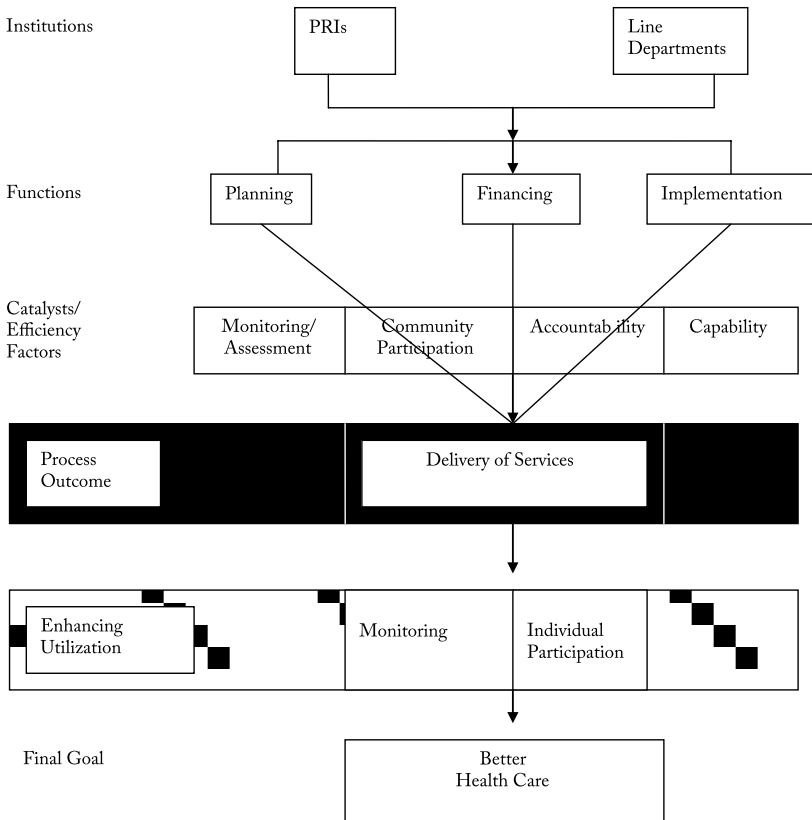 Institutions
PRIs
Line
Departments
Functions
Planning
Financing
Implementation
Catalysts/
Efficiency
Factors
Monitoring/
Assessment
Community
Participation
Accountab ility
Capability
Process
Outcome
Delivery of Services
Enhancing
Utilization
Monitoring
Individual
Participation
Final Goal
Better
Health Care